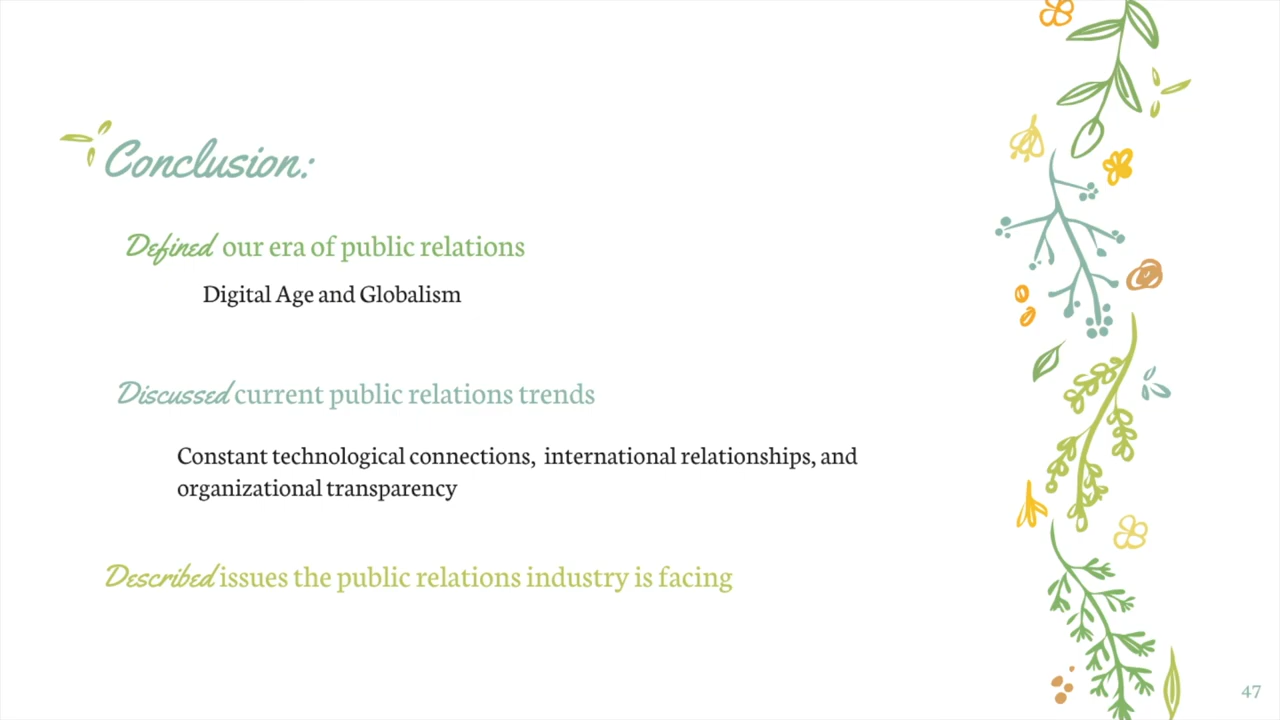 Conclusion:
Defined our era of public relations
Digital Age and Globalism
Discussed current public relations trends
Constant technological connections,  international relationships, and
organizational transparency
Described issues the public relations industry is facing
47